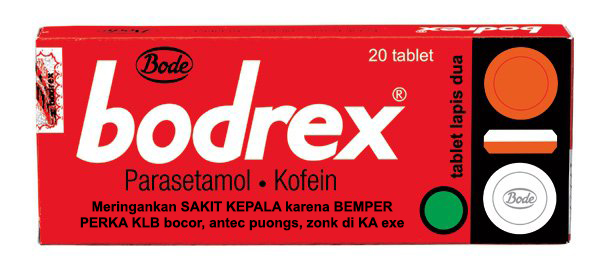 Bode
20 tablet
bodrex®
Parasetamol • Kofein
Meringankan SAKIT KEPALA karena BEMPER
PERKA KLB bocor, antec puongs, zonk di KA exe
tablet lapis dua
Bode
bodrex